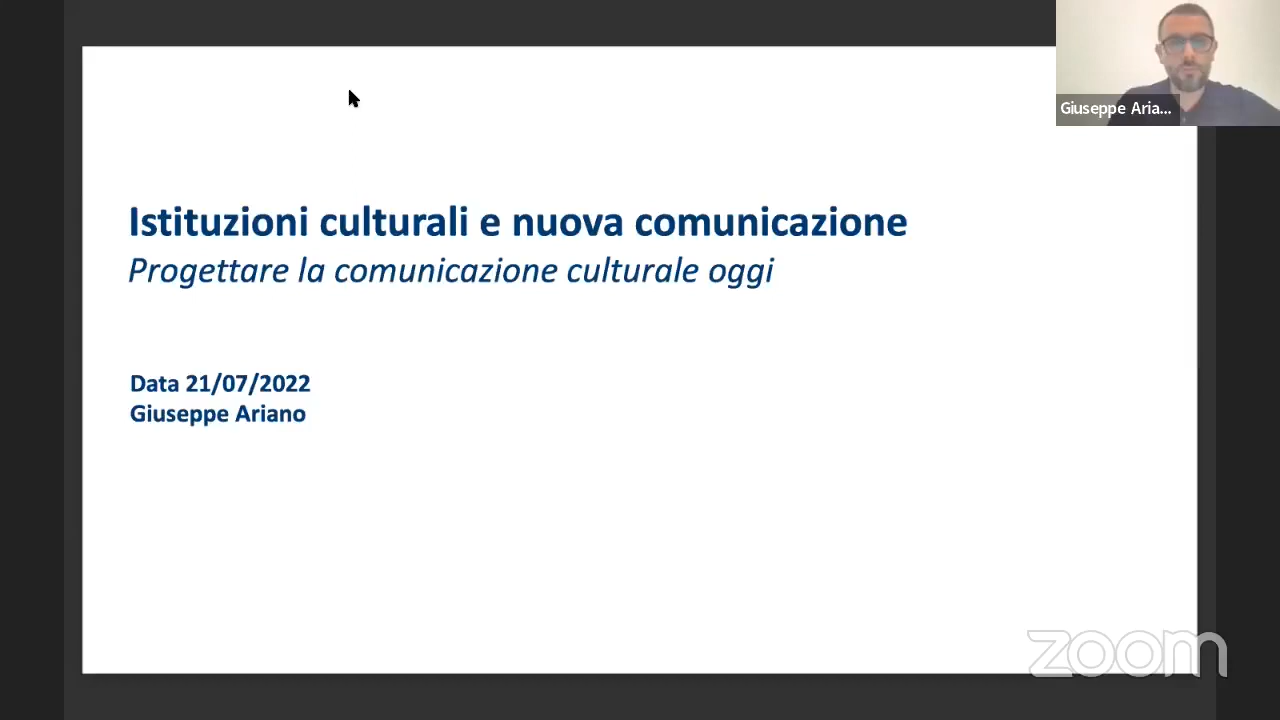 Giuseppe Aria...
Istituzioni culturali e nuova comunicazione
Progettare la comunicazione culturale oggi
Data 21/07/2022
Giuseppe Ariano
zoom